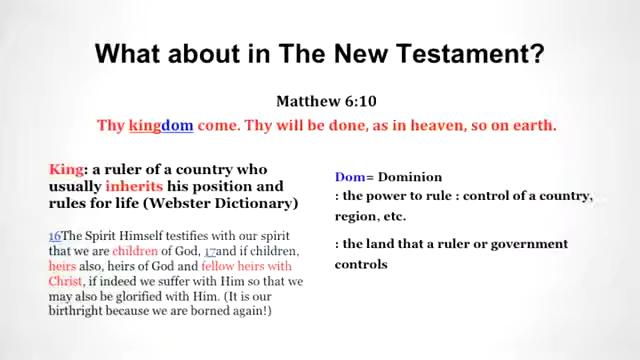 What about in The New Testament?
Matthew 6:10
Thy kingdom come. Thy will be done, as in heaven, so on earth.
King: a ruler of a country who
usually inherits his position and
rules for life (Webster Dictionary)
16The Spirit Himself testifies with our spirit
that we are children of God, 17and if children,
heirs also, heirs of God and fellow heirs with
Christ, if indeed we suffer with Him so that we
may also be glorified with Him. (It is our
birthright because we are borned again!)
Dom= Dominion
: the power to rule : control of a country,
region, etc.
: the land that a ruler or government
controls